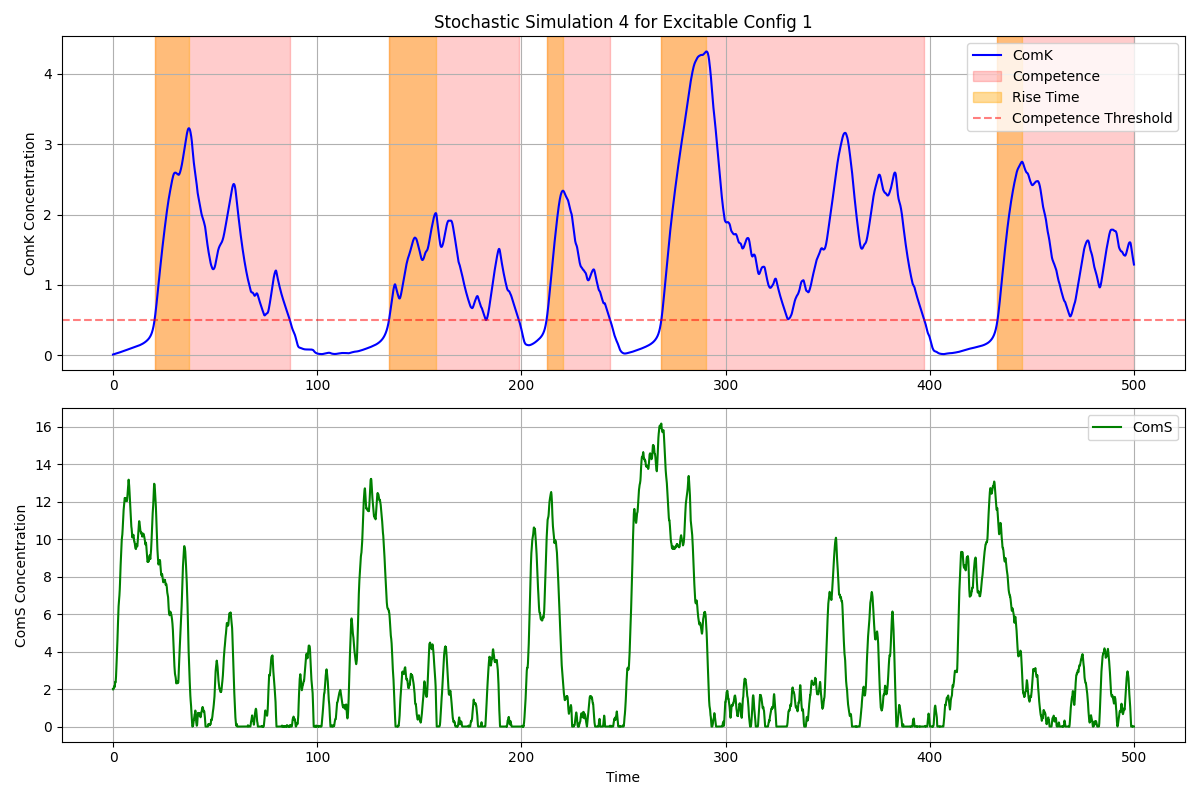 Stochastic Simulation 4 for Excitable Config 1
ComK Concentration
4
3
2
1
0
ComK
Competence
Rise Time
Competence Threshold
0 100 200 300 400 500
ComS Concentration
16
14
12
10
8
6
4
2
0
ComS
0 100 200 300 400 500
Time